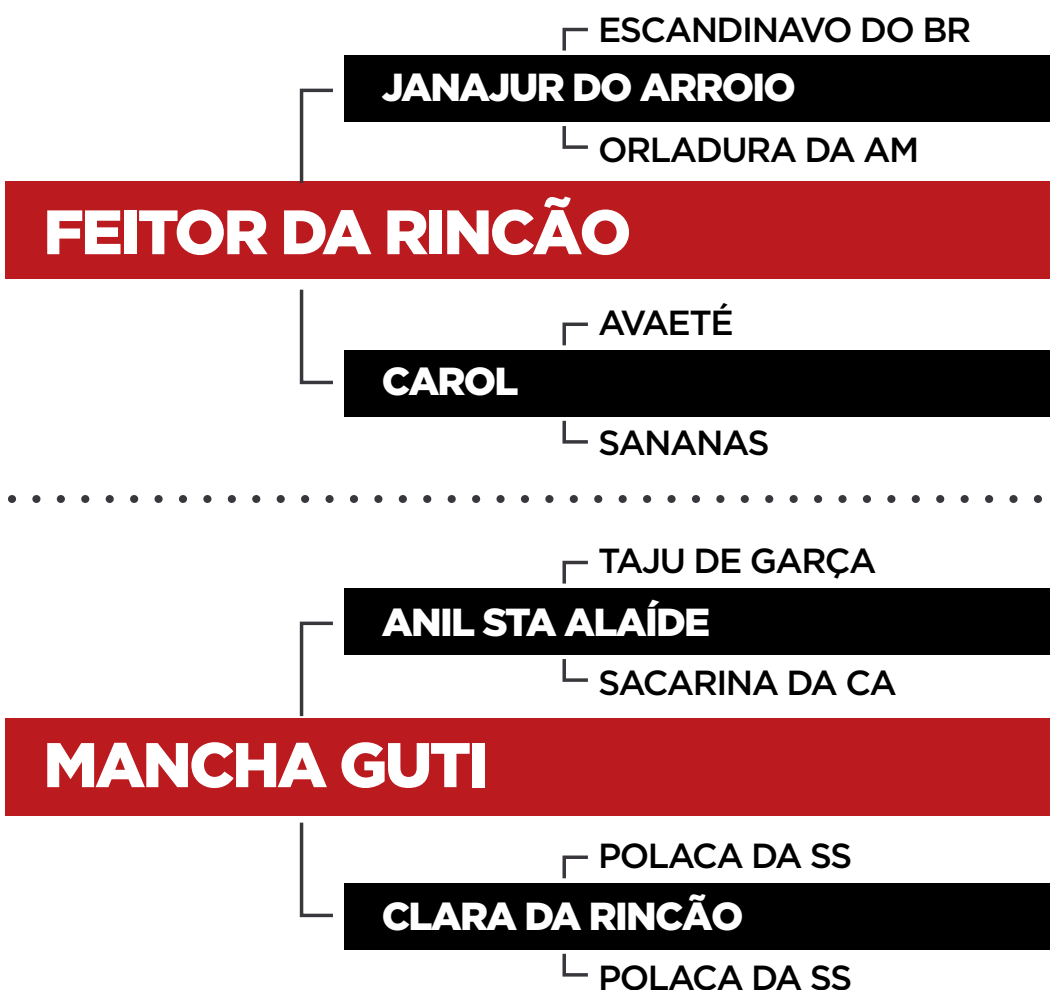 ESCANDINAVO DO BR
JANAJUR DO ARROIO
ORLADURA DA AM
FEITOR DA RINCÃO
AVAETÉ
CAROL
SANANAS
TAJU DE GARÇA
ANIL STA ALAÍDE
SACARINA DA CA
MANCHA GUTI
POLACA DA SS
CLARA DA RINCÃO
POLACA DA SS